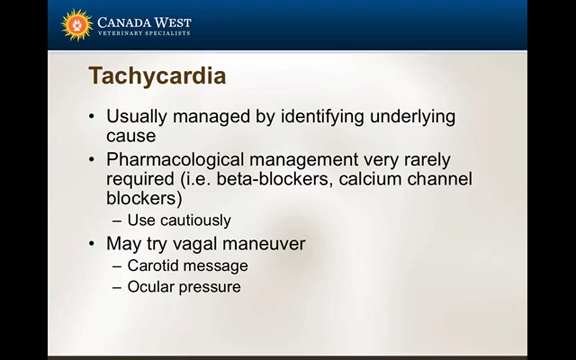 CANADA WEST
VETERINARY SPECIALISTS
Tachycardia
• Usually managed by identifying underlying
cause
• Pharmacological management very rarely
required (i.e. beta-blockers, calcium channel
blockers)
– Use cautiously
• May try vagal maneuver
– Carotid message
– Ocular pressure